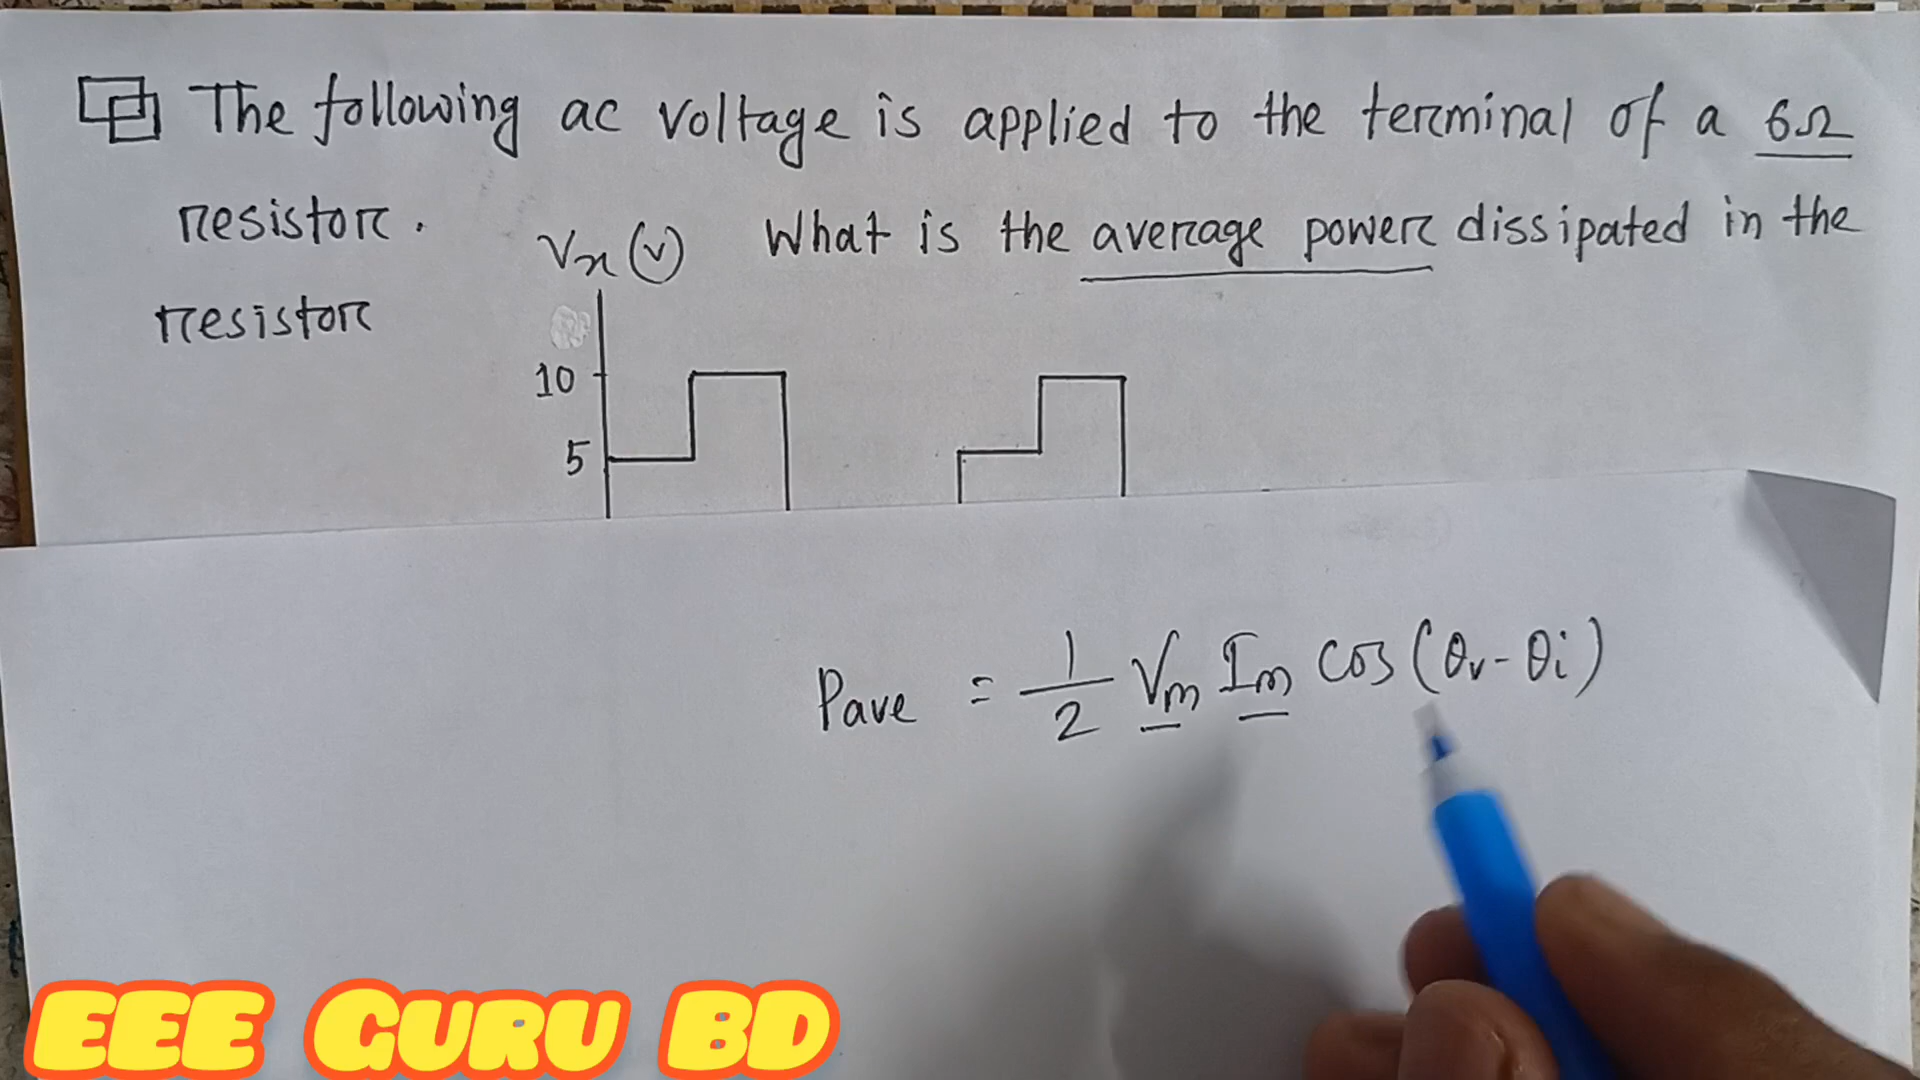 The following ac voltage is applied to the terminal of a 6Ω
resistor. What is the average power dissipated in the
resistor
Vx (v)
10
5
Pave = 1/2 Vm Im cos (θv - θi)
EEE GURU BD